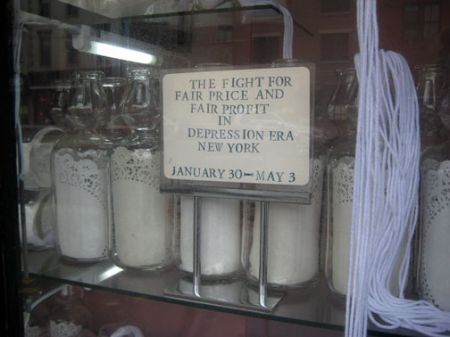 THE FIGHT FOR
FAIR PRICE AND
FAIR PROFIT
IN
DEPRESSION ERA
NEW YORK
JANUARY 30 — MAY 3